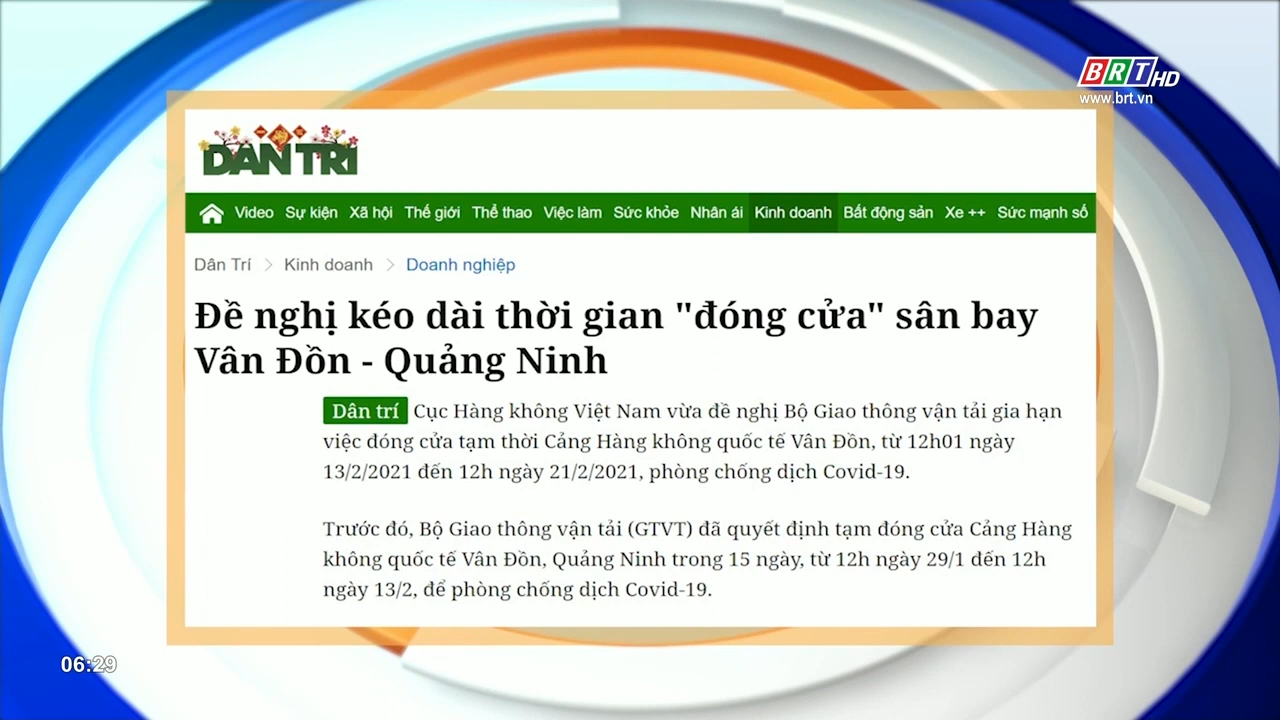 BRT HD
www.brt.vn
DÂN TRÍ
Video Sự kiện Xã hội Thế giới Thể thao Việc làm Sức khỏe Nhân ái Kinh doanh Bất động sản Xe ++ Sức mạnh số
Dân Trí > Kinh doanh > Doanh nghiệp
Đề nghị kéo dài thời gian "đóng cửa" sân bay
Vân Đồn - Quảng Ninh
Dân trí Cục Hàng không Việt Nam vừa đề nghị Bộ Giao thông vận tải gia hạn
việc đóng cửa tạm thời Cảng Hàng không quốc tế Vân Đồn, từ 12h01 ngày
13/2/2021 đến 12h ngày 21/2/2021, phòng chống dịch Covid-19.
Trước đó, Bộ Giao thông vận tải (GTVT) đã quyết định tạm đóng cửa Cảng Hàng
không quốc tế Vân Đồn, Quảng Ninh trong 15 ngày, từ 12h ngày 29/1 đến 12h
ngày 13/2, để phòng chống dịch Covid-19.
06:29